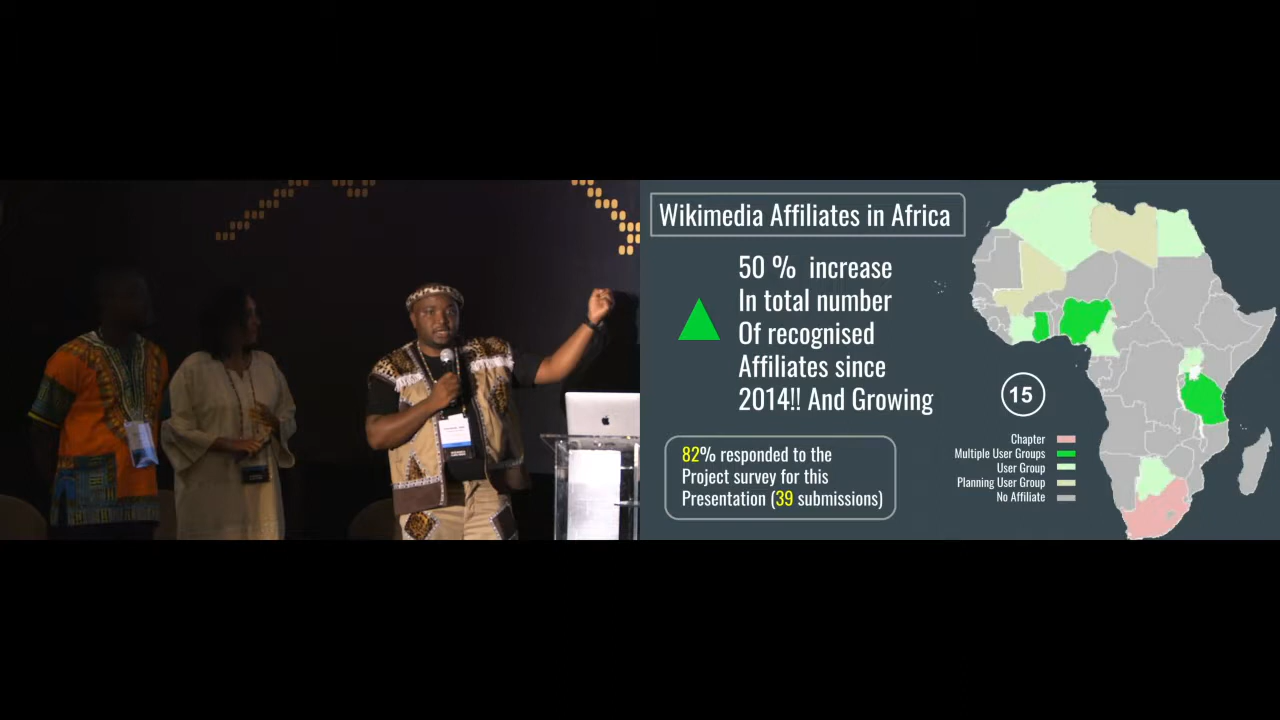 Wikimedia Affiliates in Africa
50 % increase
In total number
Of recognised
Affiliates since
2014!! And Growing
82% responded to the
Project survey for this
Presentation (39 submissions)
15
Chapter
Multiple User Groups
User Group
Planning User Group
No Affiliate